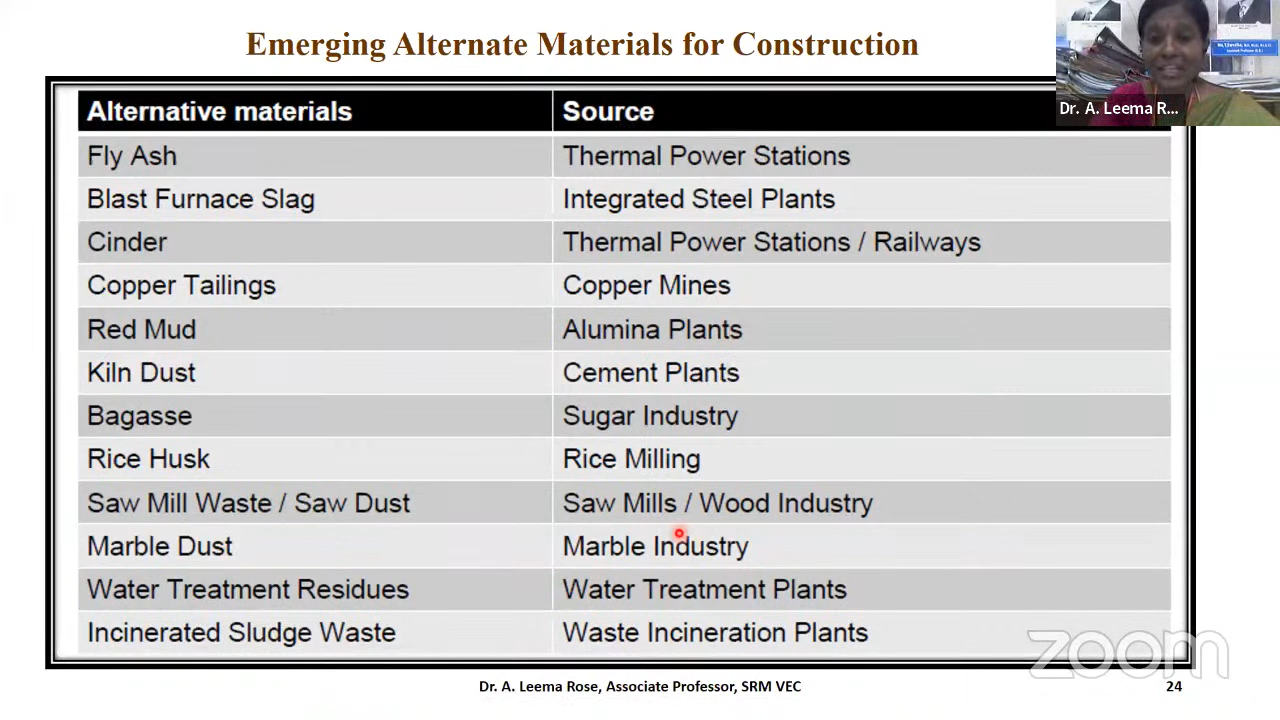 Emerging Alternate Materials for Construction
Dr. A. Leema R...
Alternative materials Source
Fly Ash Thermal Power Stations
Blast Furnace Slag Integrated Steel Plants
Cinder Thermal Power Stations / Railways
Copper Tailings Copper Mines
Red Mud Alumina Plants
Kiln Dust Cement Plants
Bagasse Sugar Industry
Rice Husk Rice Milling
Saw Mill Waste / Saw Dust Saw Mills / Wood Industry
Marble Dust Marble Industry
Water Treatment Residues Water Treatment Plants
Incinerated Sludge Waste Waste Incineration Plants
zoom
Dr. A. Leema Rose, Associate Professor, SRM VEC 24